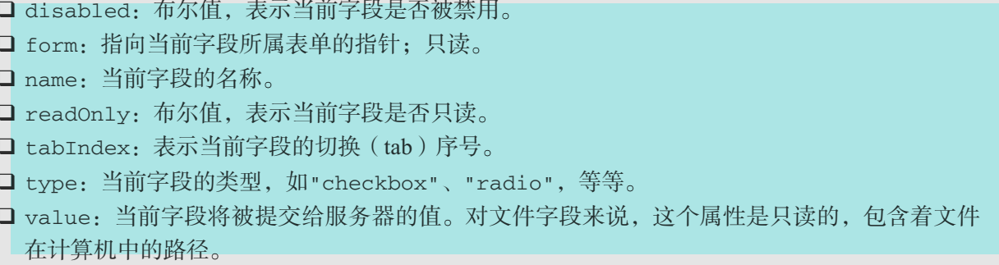 ❑ disabled：布尔值，表示当前字段是否被禁用。
❑ form：指向当前字段所属表单的指针；只读。
❑ name：当前字段的名称。
❑ readOnly：布尔值，表示当前字段是否只读。
❑ tabIndex：表示当前字段的切换（tab）序号。
❑ type：当前字段的类型，如"checkbox"、"radio"，等等。
❑ value：当前字段将被提交给服务器的值。对文件字段来说，这个属性是只读的，包含着文件
在计算机中的路径。